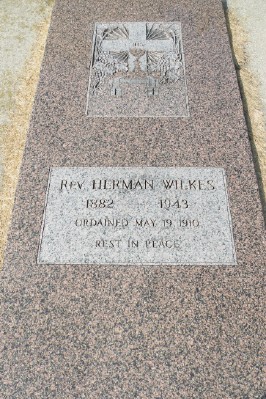 REV. HERMAN WILKES
1882 1943
ORDAINED MAY 19, 1910
REST IN PEACE